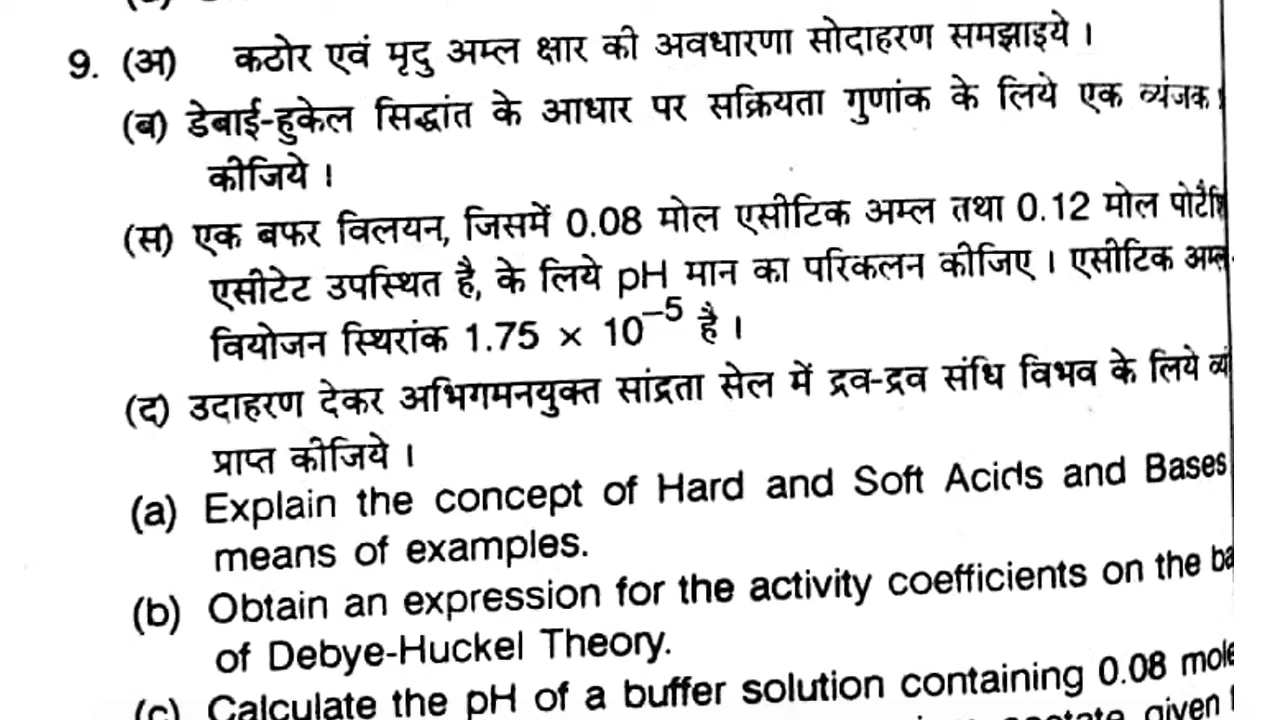 9. (अ) कठोर एवं मृदु अम्ल क्षार की अवधारणा सोदाहरण समझाइये ।
(ब) डेबाई-हुकेल सिद्धांत के आधार पर सक्रियता गुणांक के लिये एक व्यंजक
कीजिये ।
(स) एक बफर विलयन, जिसमें 0.08 मोल एसीटिक अम्ल तथा 0.12 मोल
एसीटेट उपस्थित है, के लिये pH मान का परिकलन कीजिए । एसीटिक अम्ल
वियोजन स्थिरांक 1.75 × 10⁻⁵ है ।
(द) उदाहरण देकर अभिगमनयुक्त सांद्रता सेल में द्रव-द्रव संधि विभव के लिये
प्राप्त कीजिये ।
(a) Explain the concept of Hard and Soft Acids and Bases
means of examples.
(b) Obtain an expression for the activity coefficients on the
of Debye-Huckel Theory.
(c) Calculate the pH of a buffer solution containing 0.08
given